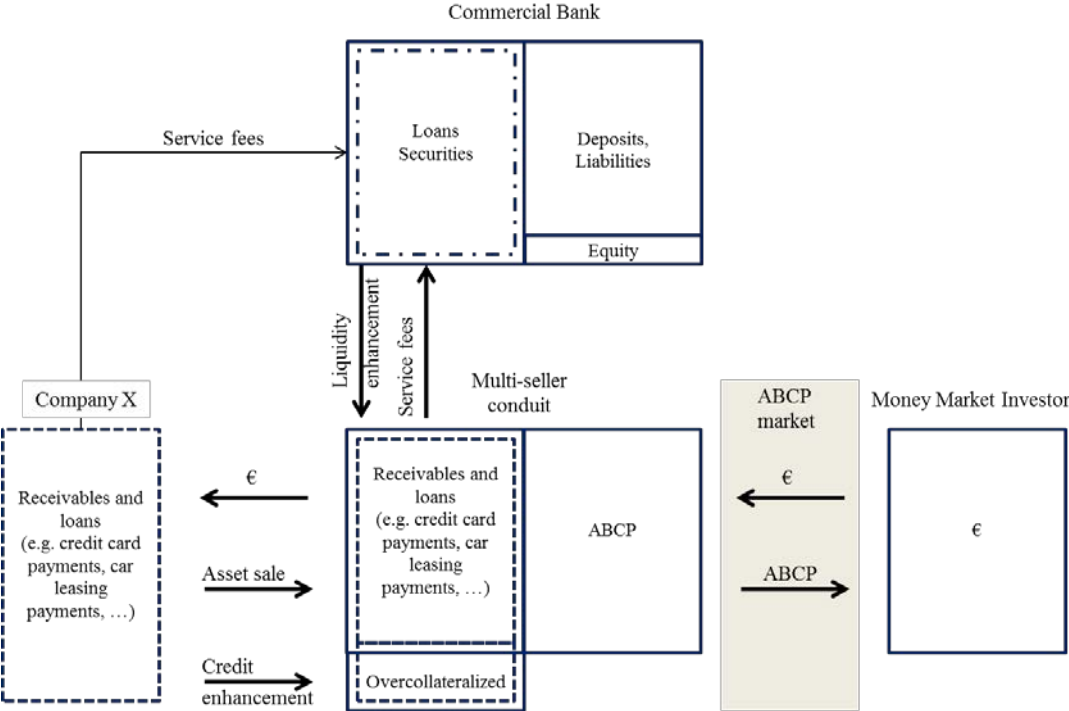 Commercial Bank
Service fees
Loans
Securities
Deposits,
Liabilities
Equity
Liquidity
enhancement
Service fees
Company X
Multi-seller
conduit
ABCP
market
Money Market Investor
Receivables and
loans
(e.g. credit card
payments, car
leasing
payments, …)
€
Asset sale
Credit
enhancement
Receivables and
loans
(e.g. credit card
payments, car
leasing
payments, …)
Overcollateralized
ABCP
€
ABCP
€